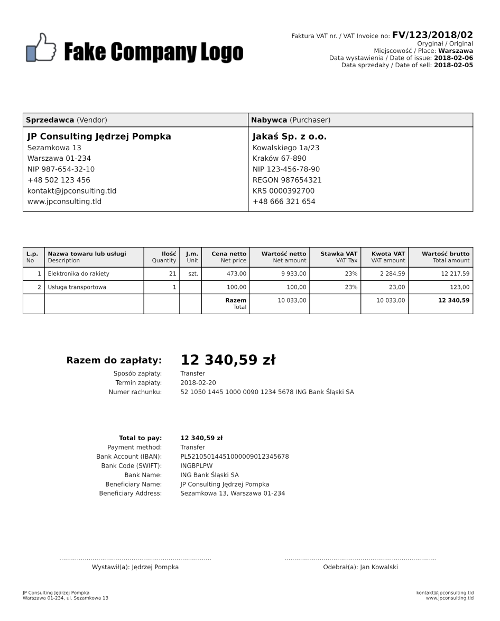 Fake Company Logo
Faktura VAT nr. / VAT Invoice no: FV/123/2018/02
Oryginał / Original
Miejscowość / Place: Warszawa
Data wystawienia / Date of issue: 2018-02-06
Data sprzedaży / Date of sell: 2018-02-05
Sprzedawca (Vendor) Nabywca (Purchaser)
JP Consulting Jędrzej Pompka Jakaś Sp. z o.o.
Sezamkowa 13 Kowalskiego 1a/23
Warszawa 01-234 Kraków 67-890
NIP 987-654-32-10 NIP 123-456-78-90
+48 502 123 456 REGON 987654321
kontakt@jpconsulting.tld KRS 0000392700
www.jpconsulting.tld +48 666 321 654
L.p. Nazwa towaru lub usługi Ilość J.m. Cena netto Wartość netto Stawka VAT Kwota VAT Wartość brutto
No Description Quantity Unit Net price Net amount VAT Tax VAT amount Total amount
1 Elektronika do rakiety 21 szt. 473,00 9 933,00 23% 2 284,59 12 217,59
2 Usługa transportowa 1 100,00 100,00 23% 23,00 123,00
Razem 10 033,00 10 033,00 12 340,59
Total
Razem do zapłaty: 12 340,59 zł
Sposób zapłaty: Transfer
Termin zapłaty: 2018-02-20
Numer rachunku: 52 1050 1445 1000 0090 1234 5678 ING Bank Śląski SA
Total to pay: 12 340,59 zł
Payment method: Transfer
Bank Account (IBAN): PL52105014451000009012345678
Bank Code (SWIFT): INGBPLPW
Bank Name: ING Bank Śląski SA
Beneficiary Name: JP Consulting Jędrzej Pompka
Beneficiary Address: Sezamkowa 13, Warszawa 01-234
Wystawił(a): Jędrzej Pompka Odebrał(a): Jan Kowalski
JP Consulting Jędrzej Pompka kontakt@jpconsulting.tld
Warszawa 01-234, ul. Sezamkowa 13 www.jpconsulting.tld